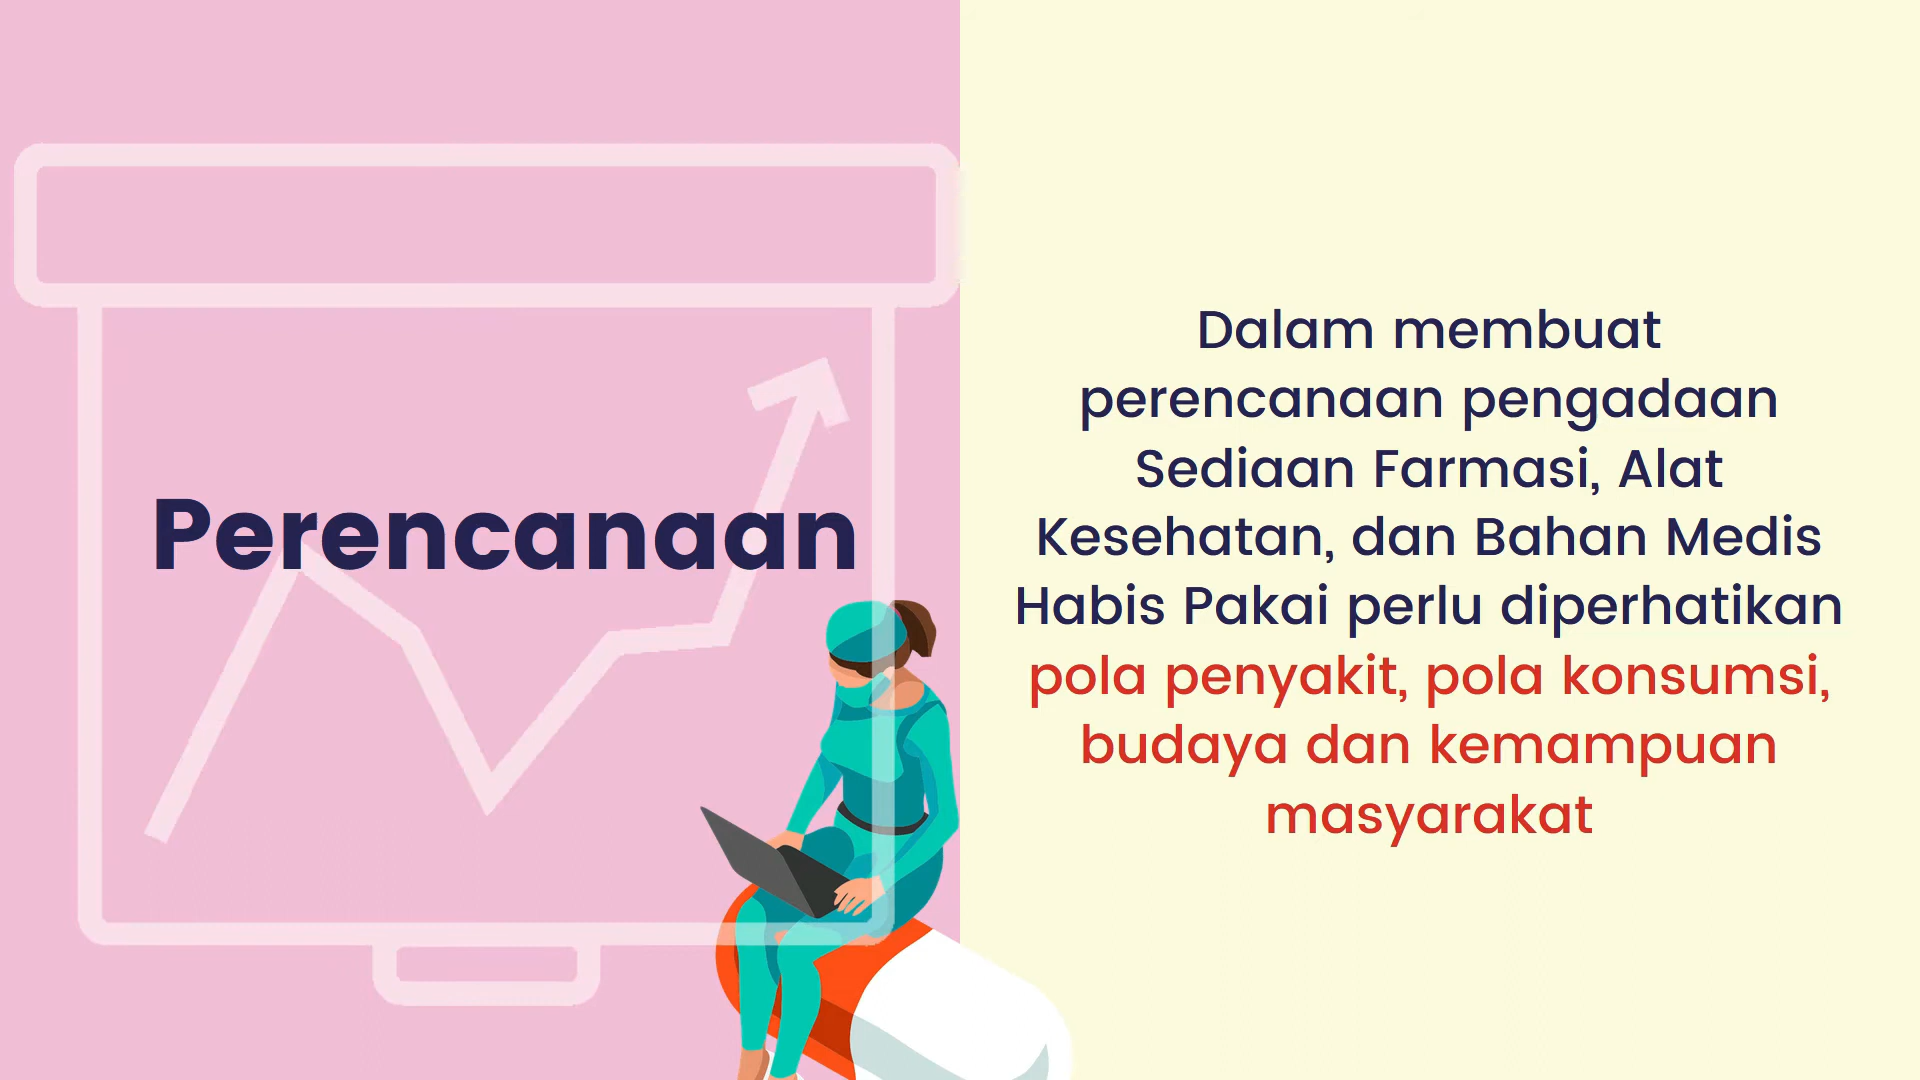 Perencanaan
Dalam membuat
perencanaan pengadaan
Sediaan Farmasi, Alat
Kesehatan, dan Bahan Medis
Habis Pakai perlu diperhatikan
pola penyakit, pola konsumsi,
budaya dan kemampuan
masyarakat